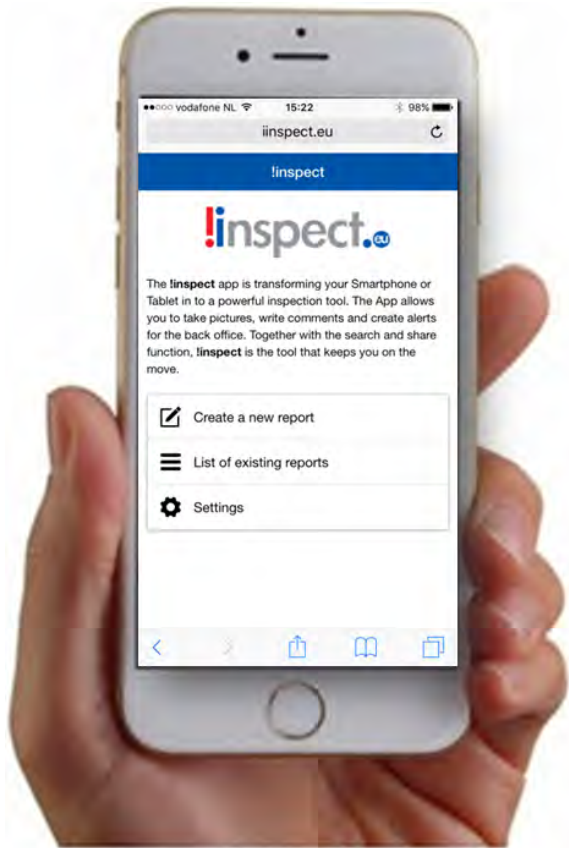 vodafone NL 15:22 98%
iinspect.eu
!inspect
!inspect.eu
The !inspect app is transforming your Smartphone or
Tablet in to a powerful inspection tool. The App allows
you to take pictures, write comments and create alerts
for the back office. Together with the search and share
function, !inspect is the tool that keeps you on the
move.
Create a new report
List of existing reports
Settings